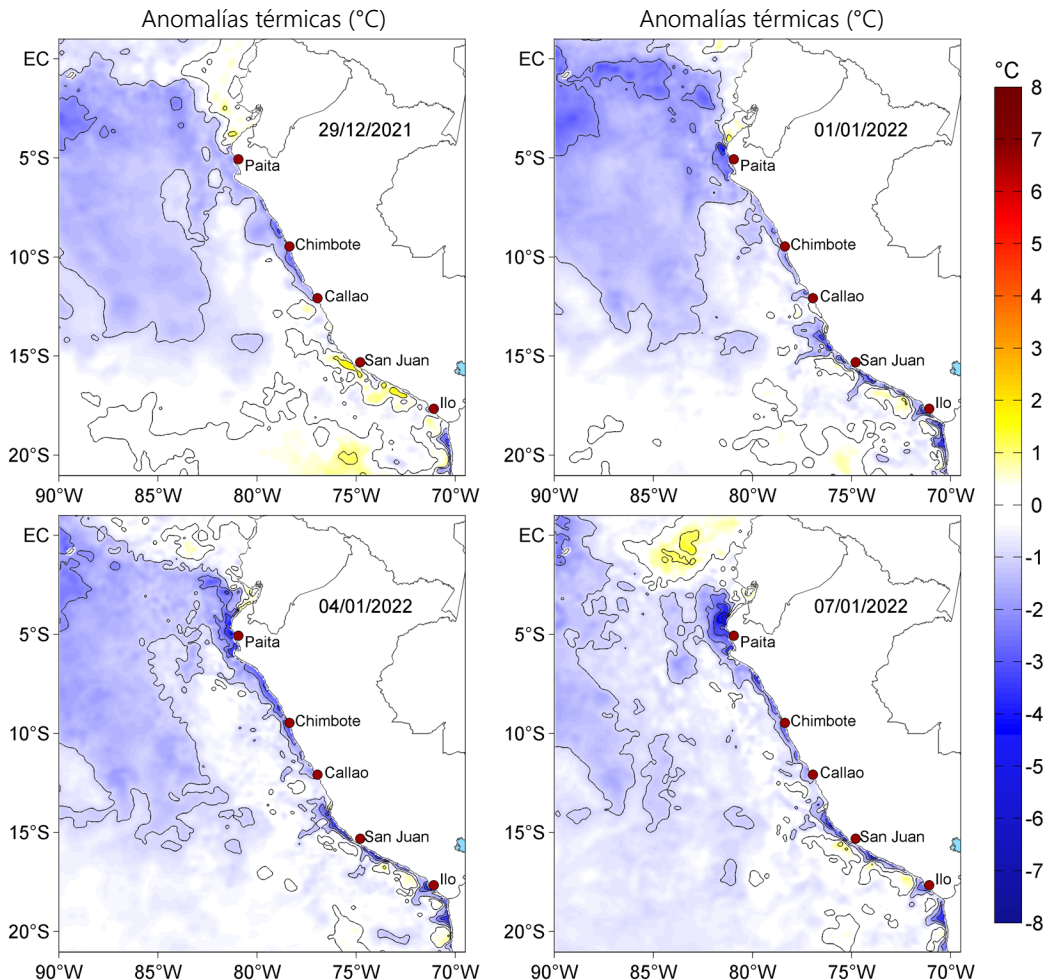 Anomalías térmicas (°C)
Anomalías térmicas (°C)
°C
EC
5°S
10°S
15°S
20°S
90°W
85°W
80°W
75°W
70°W
29/12/2021
Paita
Chimbote
Callao
San Juan
Ilo
EC
5°S
10°S
15°S
20°S
90°W
85°W
80°W
75°W
70°W
01/01/2022
Paita
Chimbote
Callao
San Juan
Ilo
EC
5°S
10°S
15°S
20°S
90°W
85°W
80°W
75°W
70°W
04/01/2022
Paita
Chimbote
Callao
San Juan
Ilo
EC
5°S
10°S
15°S
20°S
90°W
85°W
80°W
75°W
70°W
07/01/2022
Paita
Chimbote
Callao
San Juan
Ilo
8
7
6
5
4
3
2
1
0
-1
-2
-3
-4
-5
-6
-7
-8